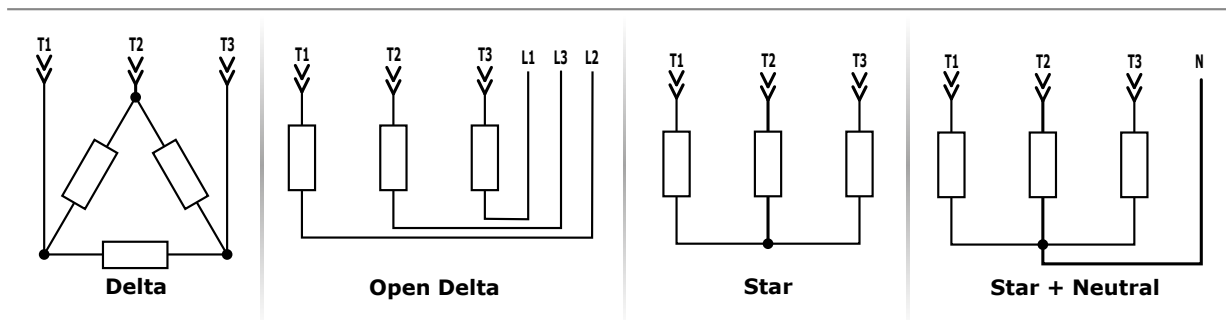 T1 T2 T3
Delta
T1 T2 T3 L1 L3 L2
Open Delta
T1 T2 T3
Star
T1 T2 T3 N
Star + Neutral